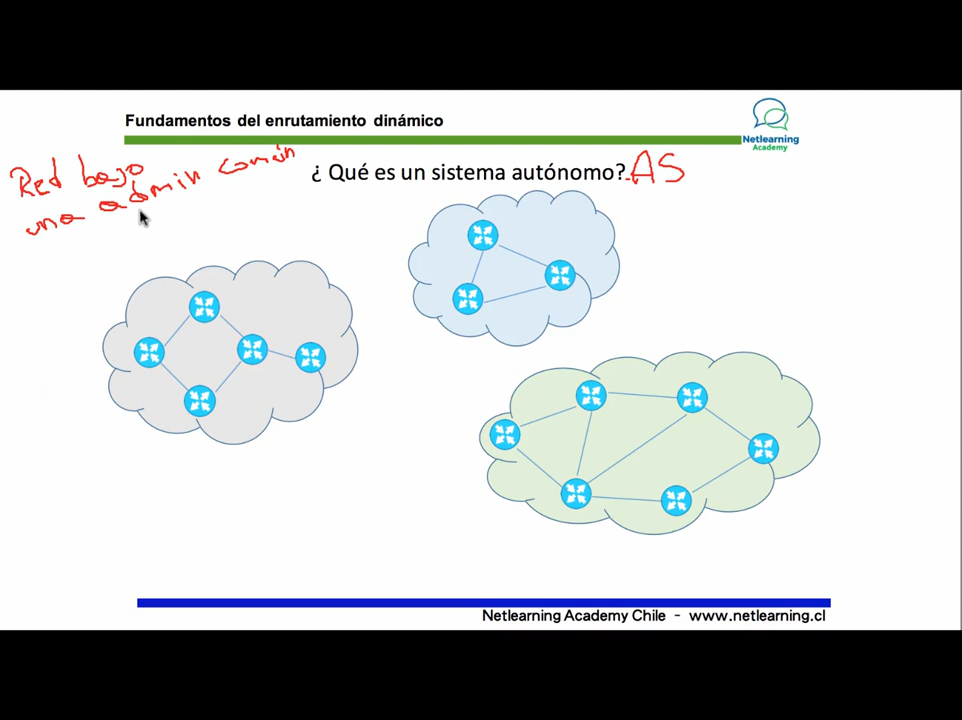 Fundamentos del enrutamiento dinámico
Netlearning
Academy
¿ Qué es un sistema autónomo? AS
Red bajo
una admin común
Netlearning Academy Chile - www.netlearning.cl